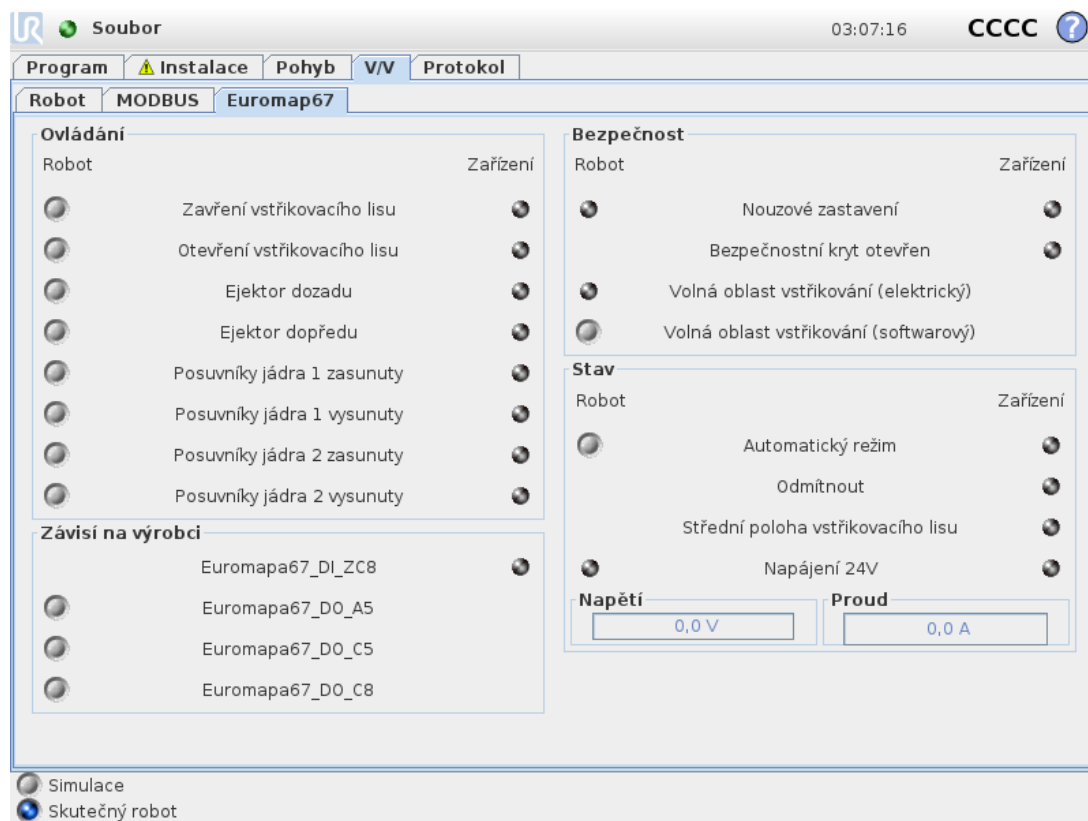 UR Soubor 03:07:16 CCCC ?
Program Instalace Pohyb V/V Protokol
Robot MODBUS Euromap67
Ovládání
Robot Zařízení
Zavření vstřikovacího lisu
Otevření vstřikovacího lisu
Ejektor dozadu
Ejektor dopředu
Posuvníky jádra 1 zasunuty
Posuvníky jádra 1 vysunuty
Posuvníky jádra 2 zasunuty
Posuvníky jádra 2 vysunuty
Závisí na výrobci
Euromapa67_DI_ZC8
Euromapa67_DO_A5
Euromapa67_DO_C5
Euromapa67_DO_C8
Bezpečnost
Robot Zařízení
Nouzové zastavení
Bezpečnostní kryt otevřen
Volná oblast vstřikování (elektrický)
Volná oblast vstřikování (softwarový)
Stav
Robot Zařízení
Automatický režim
Odmítnout
Střední poloha vstřikovacího lisu
Napájení 24V
Napětí Proud
0,0 V 0,0 A
Simulace
Skutečný robot